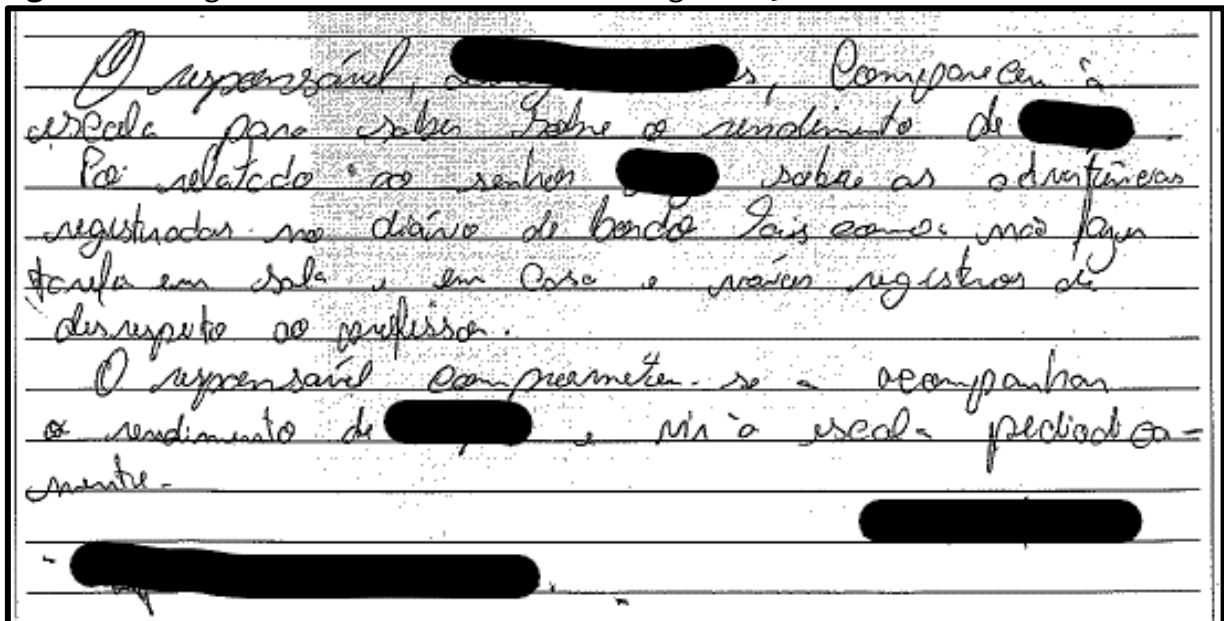 O responsável, Compareceu à
escola para saber sobre o rendimento de
Foi relatado ao senhor sobre as advertências
registradas no diário de bordo tais como: não fazer
tarefa em sala e em casa e vários registros de
desrespeito ao professor.
O responsável comprometeu-se a acompanhar
o rendimento de e vir à escola pediodica-
mente.